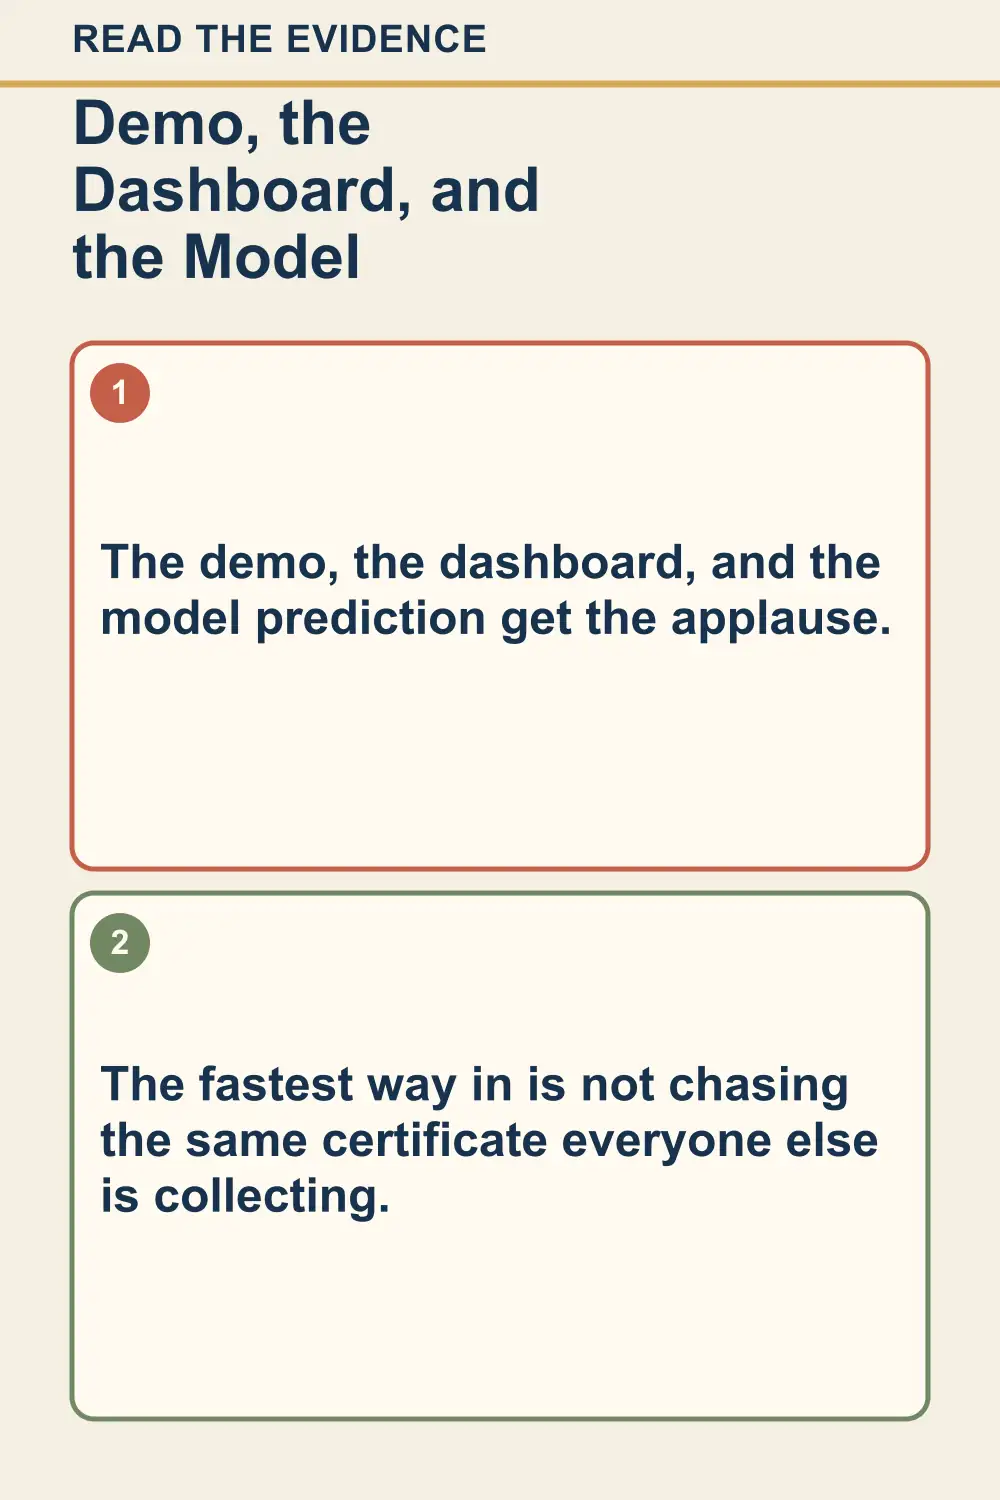 READ THE EVIDENCE
Demo, the
Dashboard, and
the Model
1
The demo, the dashboard, and the
model prediction get the applause.
2
The fastest way in is not chasing
the same certificate everyone else
is collecting.